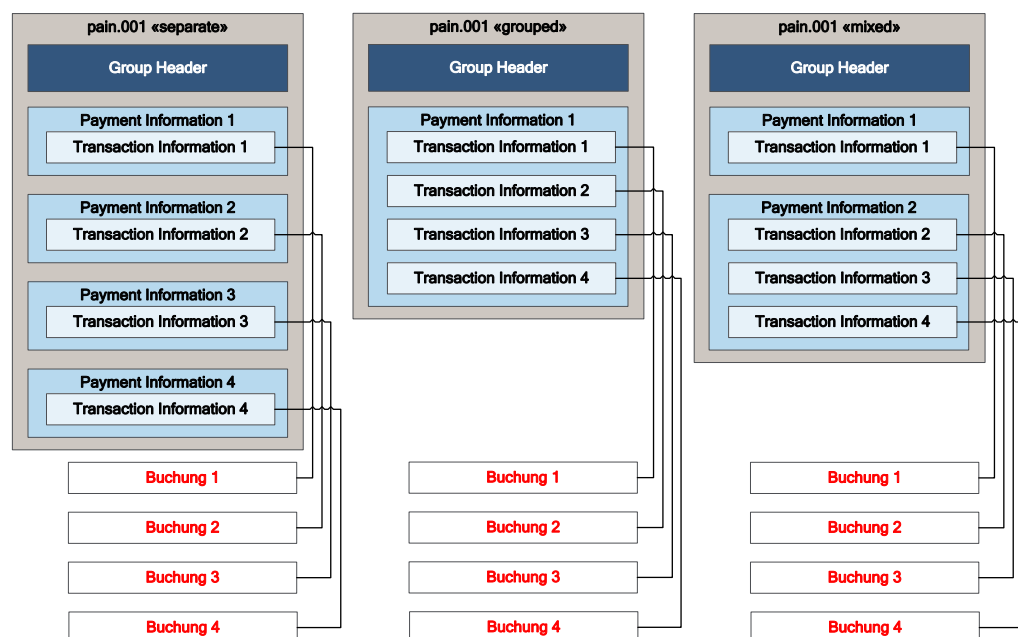 pain.001 «separate»
Group Header
Payment Information 1
Transaction Information 1
Payment Information 2
Transaction Information 2
Payment Information 3
Transaction Information 3
Payment Information 4
Transaction Information 4
Buchung 1
Buchung 2
Buchung 3
Buchung 4
pain.001 «grouped»
Group Header
Payment Information 1
Transaction Information 1
Transaction Information 2
Transaction Information 3
Transaction Information 4
Buchung 1
Buchung 2
Buchung 3
Buchung 4
pain.001 «mixed»
Group Header
Payment Information 1
Transaction Information 1
Payment Information 2
Transaction Information 2
Transaction Information 3
Transaction Information 4
Buchung 1
Buchung 2
Buchung 3
Buchung 4